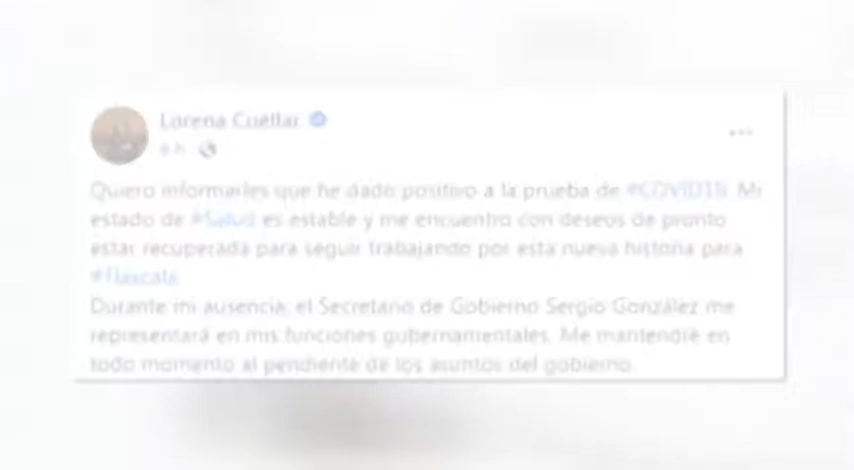 Lorena Cuéllar
6 h
Quiero informarles que he dado positivo a la prueba de #COVID19. Mi
estado de #Salud es estable y me encuentro con deseos de pronto
estar recuperada para seguir trabajando por esta nueva historia para
#Tlaxcala.
Durante mi ausencia, el Secretario de Gobierno Sergio González me
representará en mis funciones gubernamentales. Me mantendré en
todo momento al pendiente de los asuntos del gobierno.